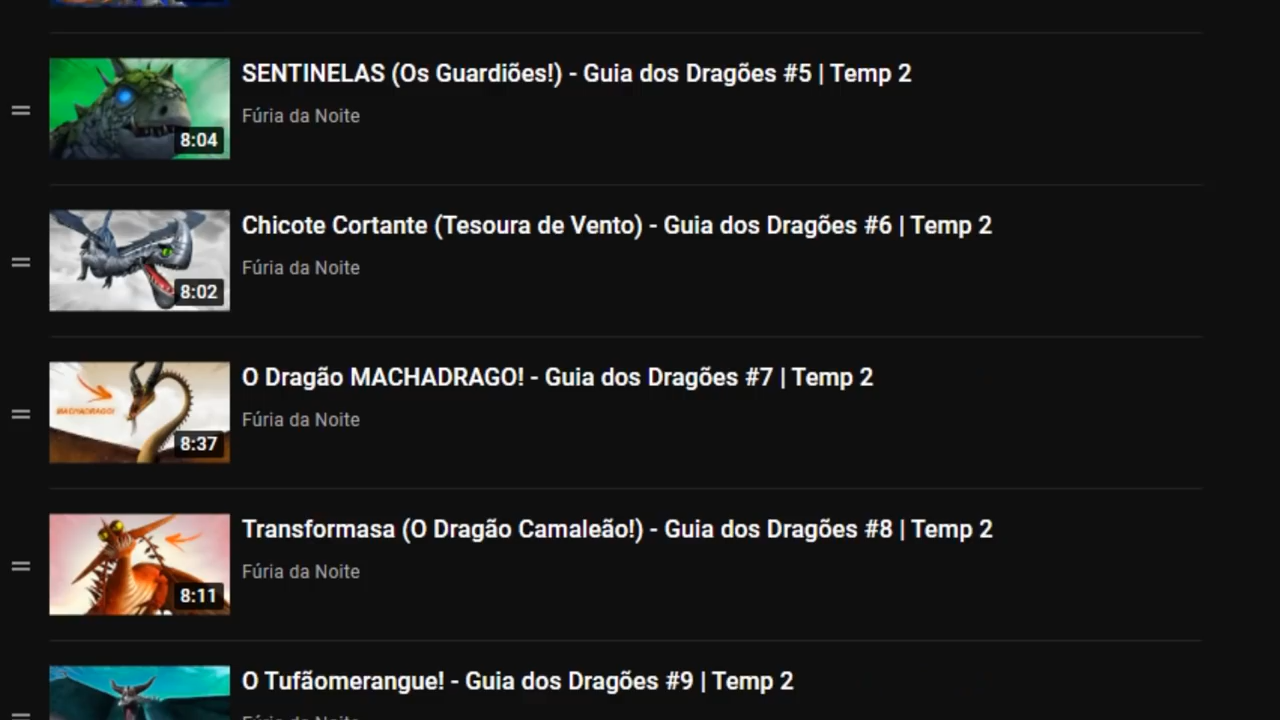 SENTINELAS (Os Guardiões!) - Guia dos Dragões #5 | Temp 2
Fúria da Noite
8:04
Chicote Cortante (Tesoura de Vento) - Guia dos Dragões #6 | Temp 2
Fúria da Noite
8:02
O Dragão MACHADRAGO! - Guia dos Dragões #7 | Temp 2
Fúria da Noite
MACHADRAGO!
8:37
Transformasa (O Dragão Camaleão!) - Guia dos Dragões #8 | Temp 2
Fúria da Noite
8:11
O Tufãomerangue! - Guia dos Dragões #9 | Temp 2
Fúria da Noite